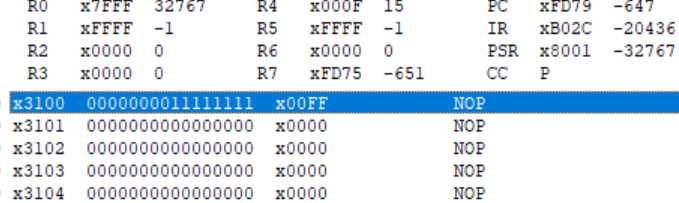 R0 x7FFF 32767 R4 x000F 15 PC xFD79 -647
R1 xFFFF -1 R5 xFFFF -1 IR xB02C -20436
R2 x0000 0 R6 x0000 0 PSR x8001 -32767
R3 x0000 0 R7 xFD75 -651 CC P
x3100 0000000011111111 x00FF NOP
x3101 0000000000000000 x0000 NOP
x3102 0000000000000000 x0000 NOP
x3103 0000000000000000 x0000 NOP
x3104 0000000000000000 x0000 NOP